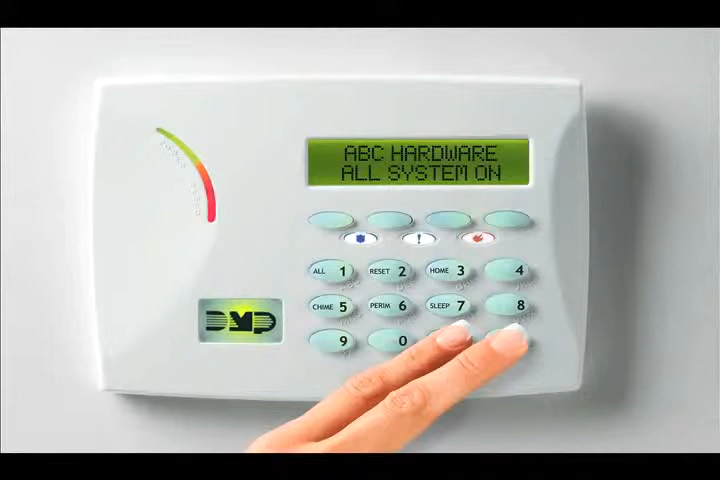 ABC HARDWARE
ALL SYSTEM ON
ALL 1 RESET 2 HOME 3 4
CHIME 5 PERIM 6 SLEEP 7 8
9 0
DMP